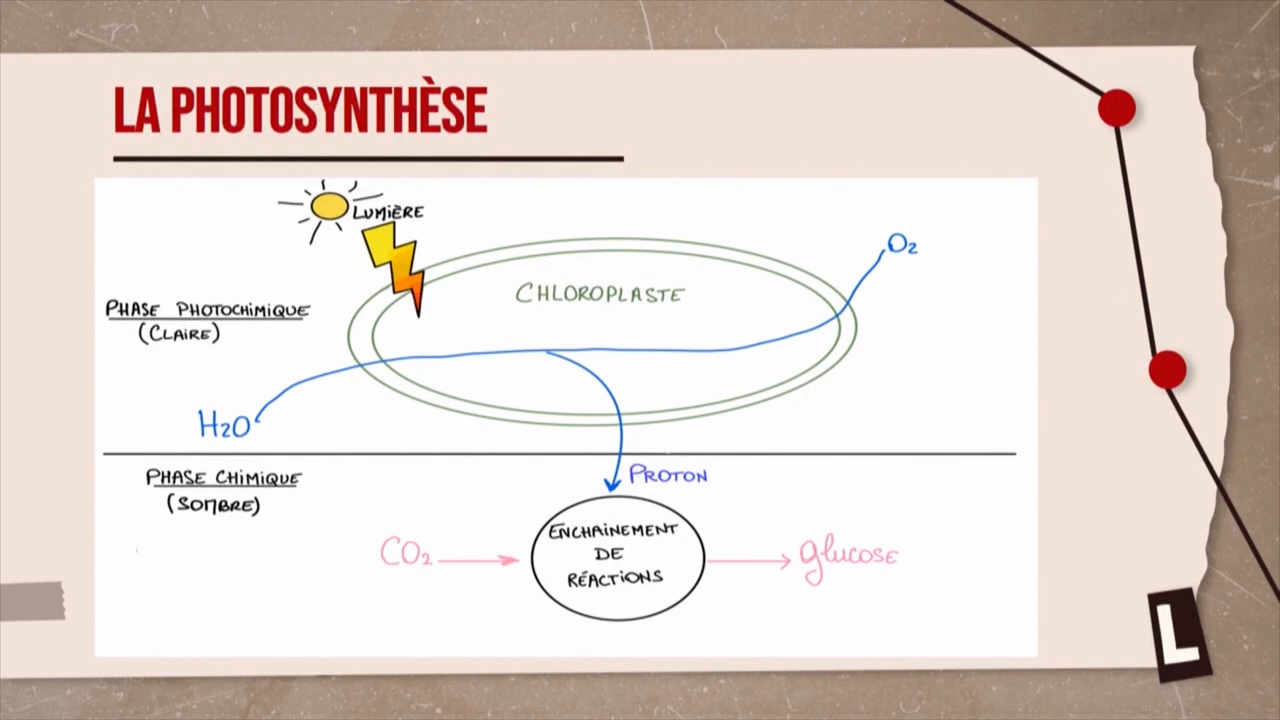 LA PHOTOSYNTHÈSE
LUMIÈRE
O2
CHLOROPLASTE
PHASE PHOTOCHIMIQUE
(CLAIRE)
H2O
PHASE CHIMIQUE
(SOMBRE)
PROTON
ENCHAINEMENT
DE
RÉACTIONS
CO2
glucose
L